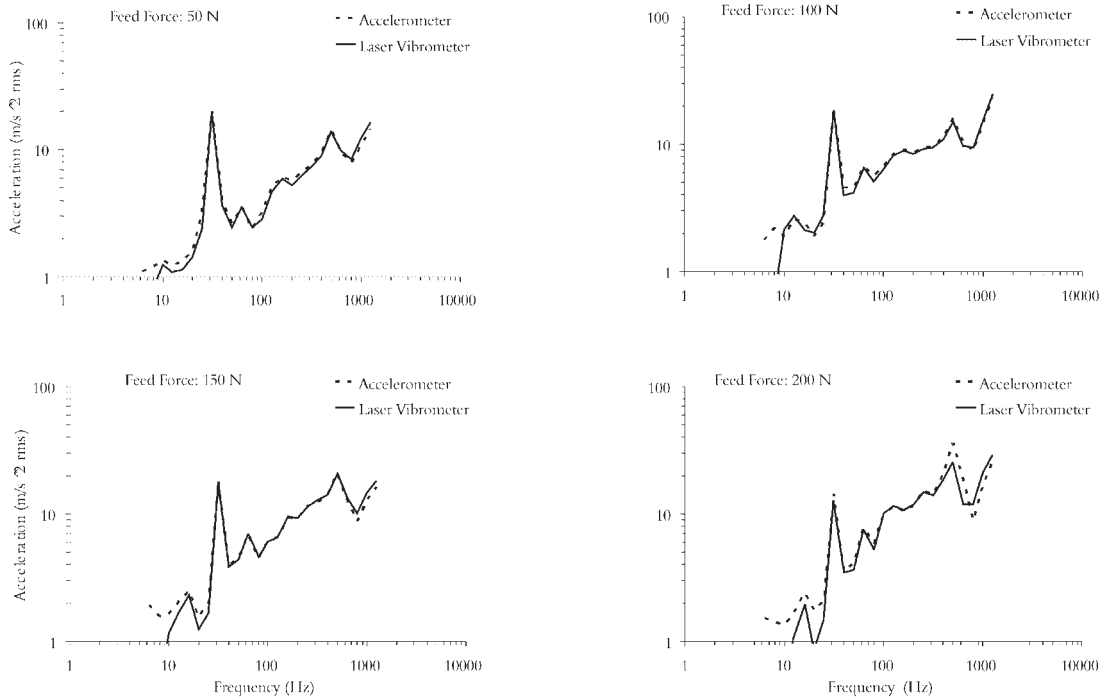 Feed Force: 50 N
Accelerometer
Laser Vibrometer
Acceleration (m/s ^2 rms)
100
10
1
1 10 100 1000 10000
Feed Force: 100 N
Accelerometer
Laser Vibrometer
100
10
1
1 10 100 1000 10000
Feed Force: 150 N
Accelerometer
Laser Vibrometer
Acceleration (m/s ^2 rms)
100
10
1
1 10 100 1000 10000
Frequency (Hz)
Feed Force: 200 N
Accelerometer
Laser Vibrometer
100
10
1
1 10 100 1000 10000
Frequency (Hz)